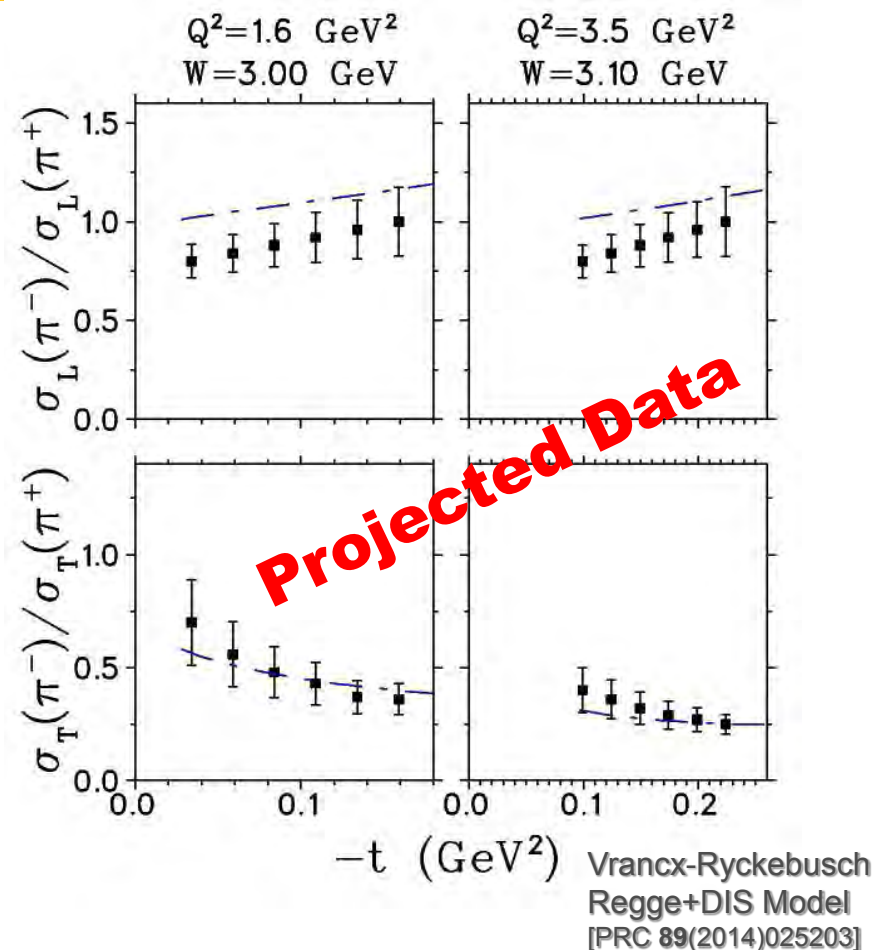 Q²=1.6 GeV²
W=3.00 GeV
Q²=3.5 GeV²
W=3.10 GeV
σL(π⁻)/σL(π⁺)
1.5
1.0
0.5
0.0
Projected Data
σT(π⁻)/σT(π⁺)
1.0
0.5
0.0
0.0 0.1 0.0 0.1 0.2
−t (GeV²)
Vrancx-Ryckebusch
Regge+DIS Model
[PRC 89(2014)025203]